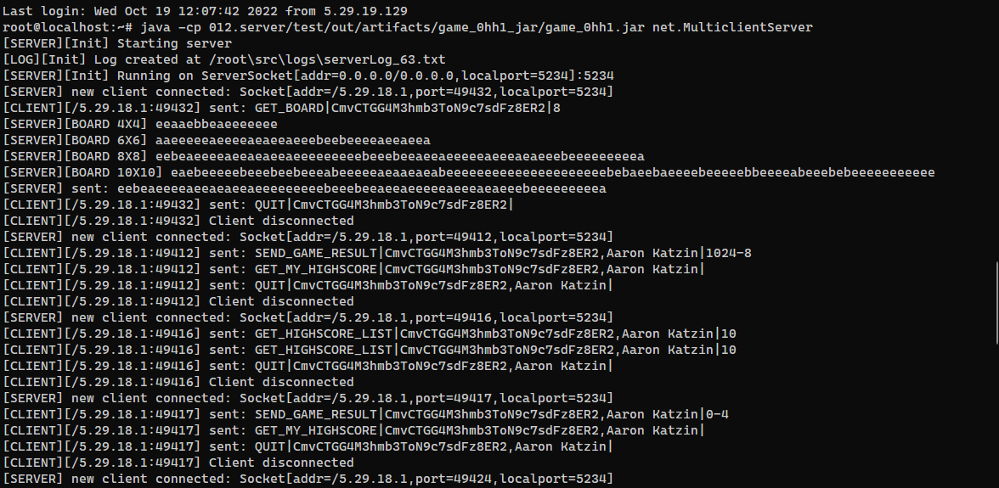 Last login: Wed Oct 19 12:07:42 2022 from 5.29.19.129
root@localhost:~# java -cp 012.server/test/out/artifacts/game_0hh1_jar/game_0hh1.jar net.MulticlientServer
[SERVER][Init] Starting server
[LOG][Init] Log created at /root\src\logs\serverLog_63.txt
[SERVER][Init] Running on ServerSocket[addr=0.0.0.0/0.0.0.0,localport=5234]:5234
[SERVER] new client connected: Socket[addr=/5.29.18.1,port=49432,localport=5234]
[CLIENT][/5.29.18.1:49432] sent: GET_BOARD|CmvCTGG4M3hmb3ToN9c7sdFz8ER2|8
[SERVER][BOARD 4X4] eeaaebbeaeeeeeee
[SERVER][BOARD 6X6] aaeeeeeaeeeeaeaeeaeaeeebeebeeeeaeeaeea
[SERVER][BOARD 8X8] eebeaeeeeaeeaeaeeaeeeeeeeeebeeebeeaeeaeeeeeaeeeaeaeeebeeeeeeeeea
[SERVER][BOARD 10X10] eaebeeeeebeeebeebeeeabeeeeeaeaaeaeabeeeeeeeeeeeeeeeeeeeeebebaeebaeeeebeeeeebbeeeeabeeebebeeeeeeeeeee
[SERVER] sent: eebeaeeeeaeeaeaeeaeeeeeeeeebeeebeeaeeaeeeeeaeeeaeaeeebeeeeeeeeea
[CLIENT][/5.29.18.1:49432] sent: QUIT|CmvCTGG4M3hmb3ToN9c7sdFz8ER2|
[CLIENT][/5.29.18.1:49432] Client disconnected
[SERVER] new client connected: Socket[addr=/5.29.18.1,port=49412,localport=5234]
[CLIENT][/5.29.18.1:49412] sent: SEND_GAME_RESULT|CmvCTGG4M3hmb3ToN9c7sdFz8ER2,Aaron Katzin|1024-8
[CLIENT][/5.29.18.1:49412] sent: GET_MY_HIGHSCORE|CmvCTGG4M3hmb3ToN9c7sdFz8ER2,Aaron Katzin|
[CLIENT][/5.29.18.1:49412] sent: QUIT|CmvCTGG4M3hmb3ToN9c7sdFz8ER2,Aaron Katzin|
[CLIENT][/5.29.18.1:49412] Client disconnected
[SERVER] new client connected: Socket[addr=/5.29.18.1,port=49416,localport=5234]
[CLIENT][/5.29.18.1:49416] sent: GET_HIGHSCORE_LIST|CmvCTGG4M3hmb3ToN9c7sdFz8ER2,Aaron Katzin|10
[CLIENT][/5.29.18.1:49416] sent: GET_HIGHSCORE_LIST|CmvCTGG4M3hmb3ToN9c7sdFz8ER2,Aaron Katzin|10
[CLIENT][/5.29.18.1:49416] sent: QUIT|CmvCTGG4M3hmb3ToN9c7sdFz8ER2,Aaron Katzin|
[CLIENT][/5.29.18.1:49416] Client disconnected
[SERVER] new client connected: Socket[addr=/5.29.18.1,port=49417,localport=5234]
[CLIENT][/5.29.18.1:49417] sent: SEND_GAME_RESULT|CmvCTGG4M3hmb3ToN9c7sdFz8ER2,Aaron Katzin|0-4
[CLIENT][/5.29.18.1:49417] sent: GET_MY_HIGHSCORE|CmvCTGG4M3hmb3ToN9c7sdFz8ER2,Aaron Katzin|
[CLIENT][/5.29.18.1:49417] sent: QUIT|CmvCTGG4M3hmb3ToN9c7sdFz8ER2,Aaron Katzin|
[CLIENT][/5.29.18.1:49417] Client disconnected
[SERVER] new client connected: Socket[addr=/5.29.18.1,port=49424,localport=5234]